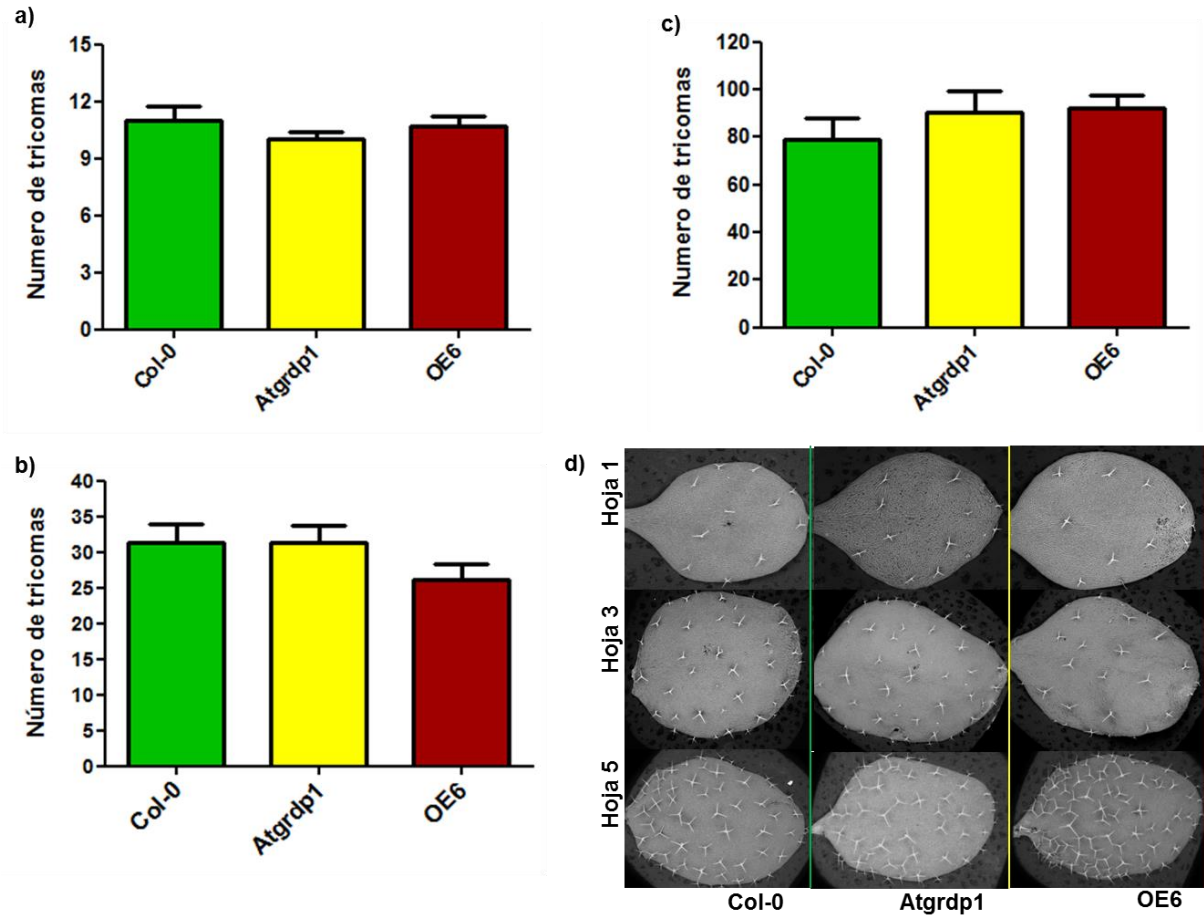 a)
Numero de tricomas
15
12
9
6
3
0
Col-0
Atgrdp1
OE6
c)
Numero de tricomas
120
100
80
60
40
20
0
Col-0
Atgrdp1
OE6
b)
Número de tricomas
40
35
30
25
20
15
10
5
0
Col-0
Atgrdp1
OE6
d)
Hoja 1
Hoja 3
Hoja 5
Col-0
Atgrdp1
OE6